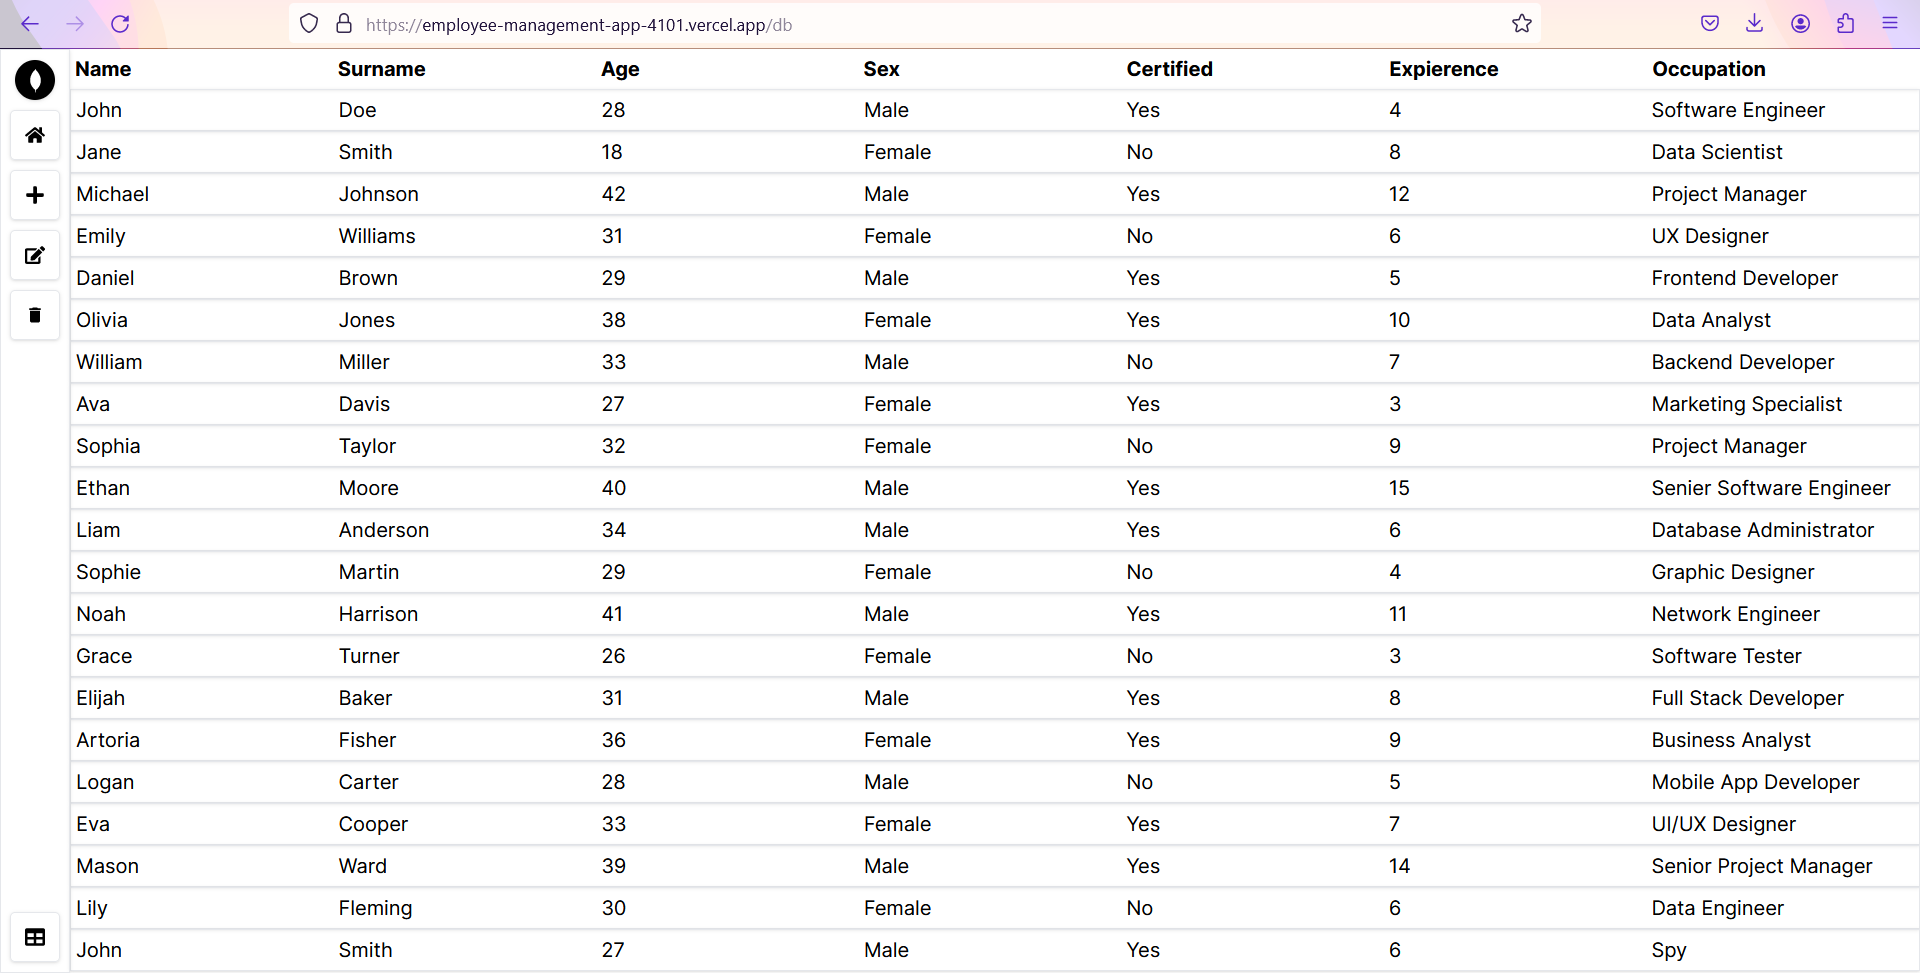 https://employee-management-app-4101.vercel.app/db
Name Surname Age Sex Certified Expierence Occupation
John Doe 28 Male Yes 4 Software Engineer
Jane Smith 18 Female No 8 Data Scientist
Michael Johnson 42 Male Yes 12 Project Manager
Emily Williams 31 Female No 6 UX Designer
Daniel Brown 29 Male Yes 5 Frontend Developer
Olivia Jones 38 Female Yes 10 Data Analyst
William Miller 33 Male No 7 Backend Developer
Ava Davis 27 Female Yes 3 Marketing Specialist
Sophia Taylor 32 Female No 9 Project Manager
Ethan Moore 40 Male Yes 15 Senier Software Engineer
Liam Anderson 34 Male Yes 6 Database Administrator
Sophie Martin 29 Female No 4 Graphic Designer
Noah Harrison 41 Male Yes 11 Network Engineer
Grace Turner 26 Female No 3 Software Tester
Elijah Baker 31 Male Yes 8 Full Stack Developer
Artoria Fisher 36 Female Yes 9 Business Analyst
Logan Carter 28 Male No 5 Mobile App Developer
Eva Cooper 33 Female Yes 7 UI/UX Designer
Mason Ward 39 Male Yes 14 Senior Project Manager
Lily Fleming 30 Female No 6 Data Engineer
John Smith 27 Male Yes 6 Spy